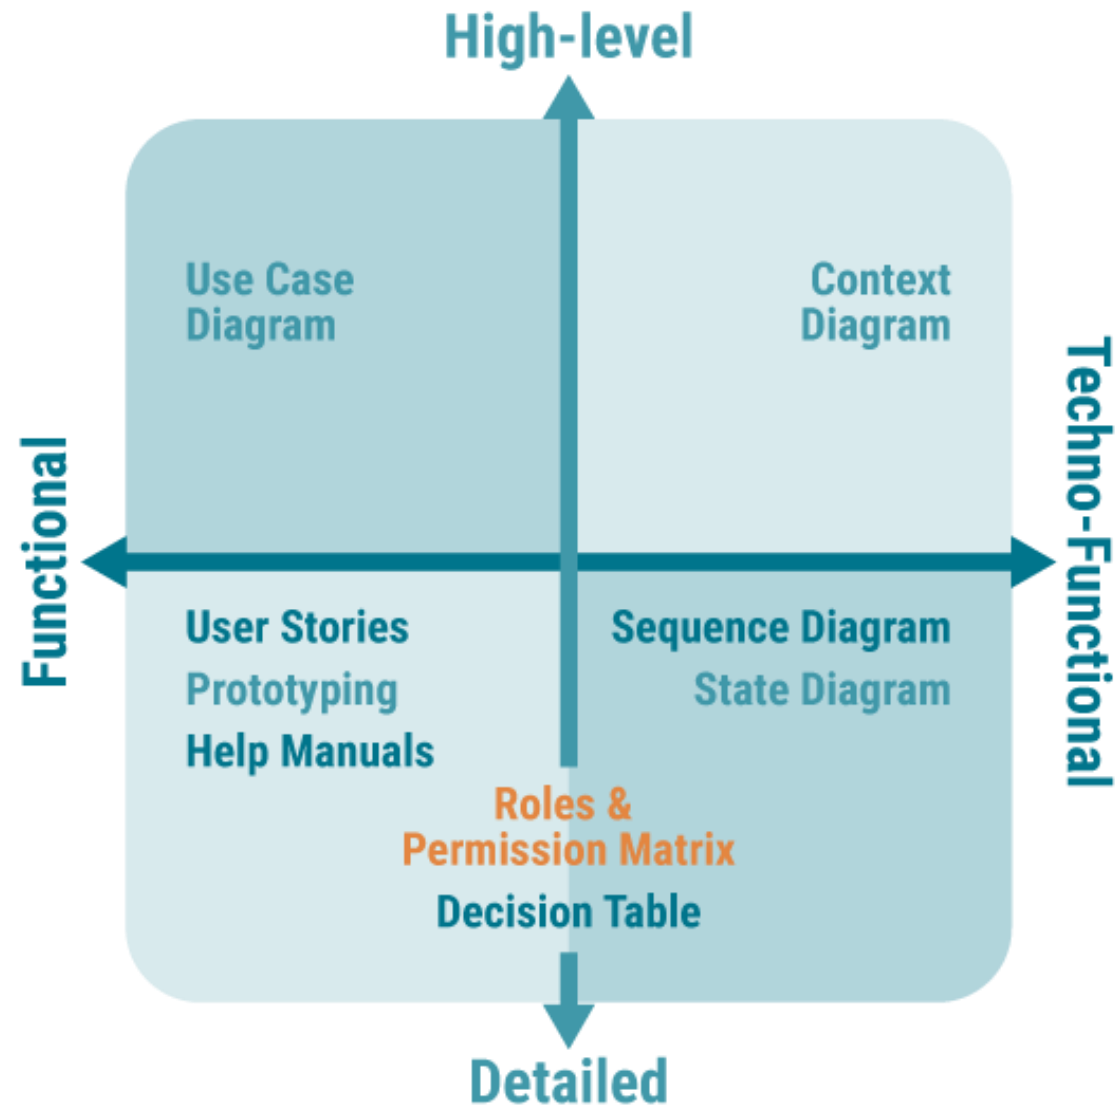 High-level
Use Case
Diagram
Context
Diagram
Functional
Techno-Functional
User Stories
Prototyping
Help Manuals
Sequence Diagram
State Diagram
Roles &
Permission Matrix
Decision Table
Detailed